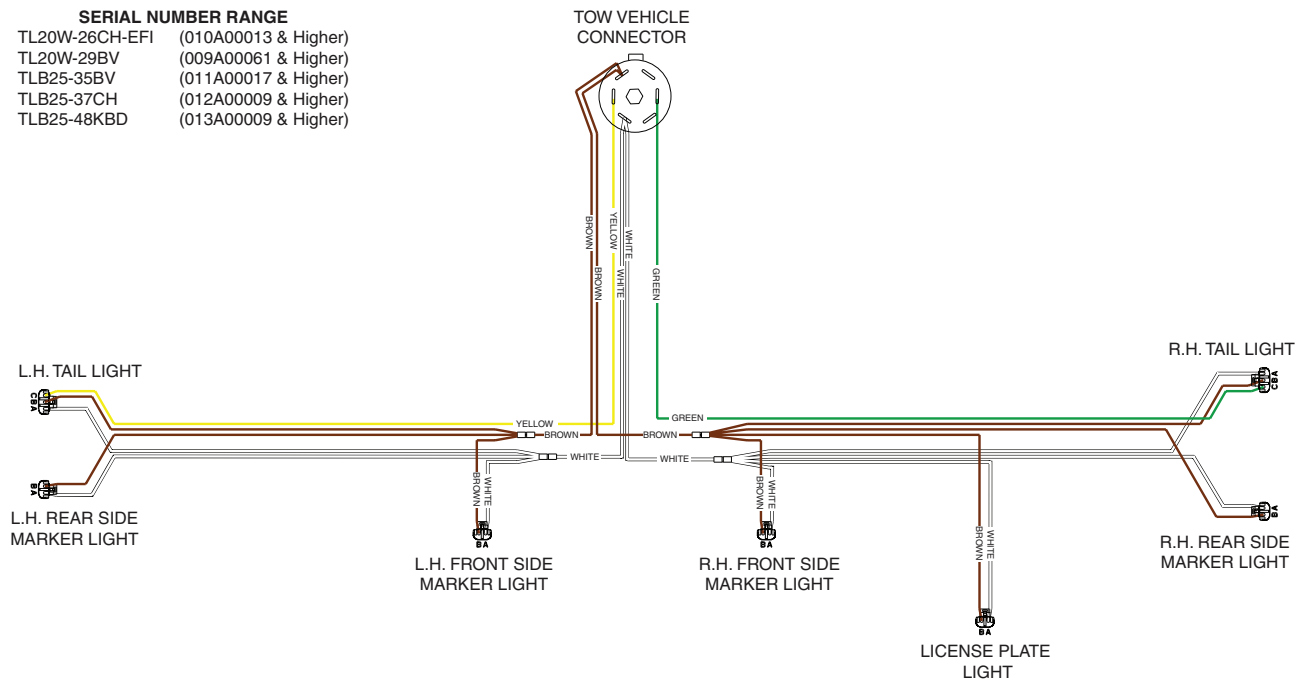 SERIAL NUMBER RANGE
TL20W-26CH-EFI (010A00013 & Higher)
TL20W-29BV (009A00061 & Higher)
TLB25-35BV (011A00017 & Higher)
TLB25-37CH (012A00009 & Higher)
TLB25-48KBD (013A00009 & Higher)
TOW VEHICLE
CONNECTOR
BROWN
YELLOW
WHITE
BROWN
WHITE
GREEN
L.H. TAIL LIGHT
R.H. TAIL LIGHT
C B A
C B A
YELLOW
GREEN
BROWN
BROWN
WHITE
WHITE
B A
L.H. REAR SIDE
MARKER LIGHT
BROWN
WHITE
B A
L.H. FRONT SIDE
MARKER LIGHT
BROWN
WHITE
B A
R.H. FRONT SIDE
MARKER LIGHT
B A
R.H. REAR SIDE
MARKER LIGHT
BROWN
WHITE
B A
LICENSE PLATE
LIGHT